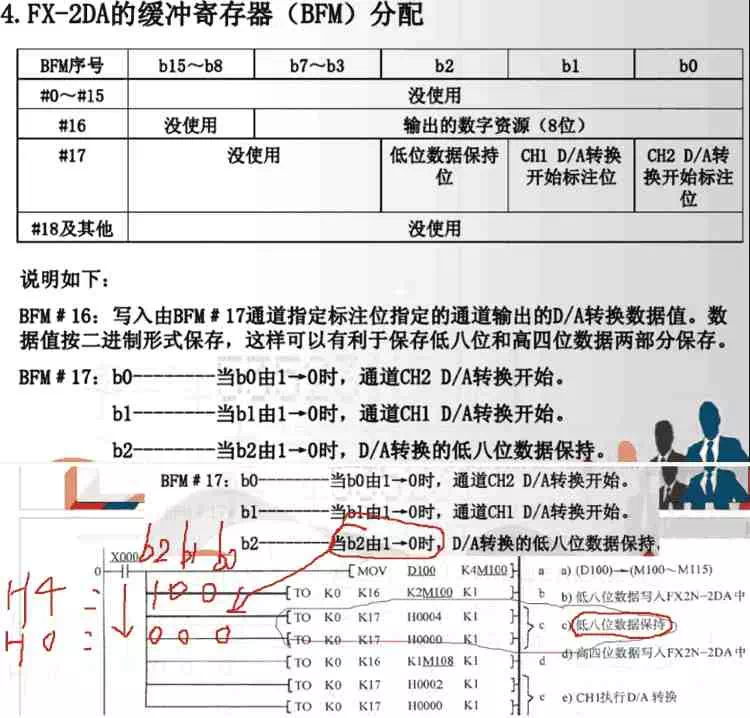 4.FX-2DA的缓冲寄存器（BFM）分配
BFM序号 b15～b8 b7～b3 b2 b1 b0
#0～#15 没使用
#16 没使用 输出的数字资源（8位）
#17 没使用 低位数据保持位 CH1 D/A转换开始标注位 CH2 D/A转换开始标注位
#18及其他 没使用
说明如下：
BFM＃16：写入由BFM＃17通道指定标注位指定的通道输出的D/A转换数据值。数
据值按二进制形式保存，这样可以有利于保存低八位和高四位数据两部分保存。
BFM＃17：b0--------当b0由1→0时，通道CH2 D/A转换开始。
b1--------当b1由1→0时，通道CH1 D/A转换开始。
b2--------当b2由1→0时，D/A转换的低八位数据保持。
BFM＃17：b0--------当b0由1→0时，通道CH2 D/A转换开始。
b1--------当b1由1→0时，通道CH1 D/A转换开始。
b2--------当b2由1→0时，D/A转换的低八位数据保持
X000 b2 b1 b0
0 MOV D100 K4M100 a a) (D100)→(M100～M115)
H4 = 100 TO K0 K16 K2M100 K1 b b) 低八位数据写入FX2N-2DA中
TO K0 K17 H0004 K1
H0 = 000 c c) 低八位数据保持
TO K0 K17 H0000 K1
TO K0 K16 K1M108 K1 d d) 高四位数据写入FX2N-2DA中
TO K0 K17 H0002 K1
e e) CH1执行D/A 转换
TO K0 K17 H0000 K1